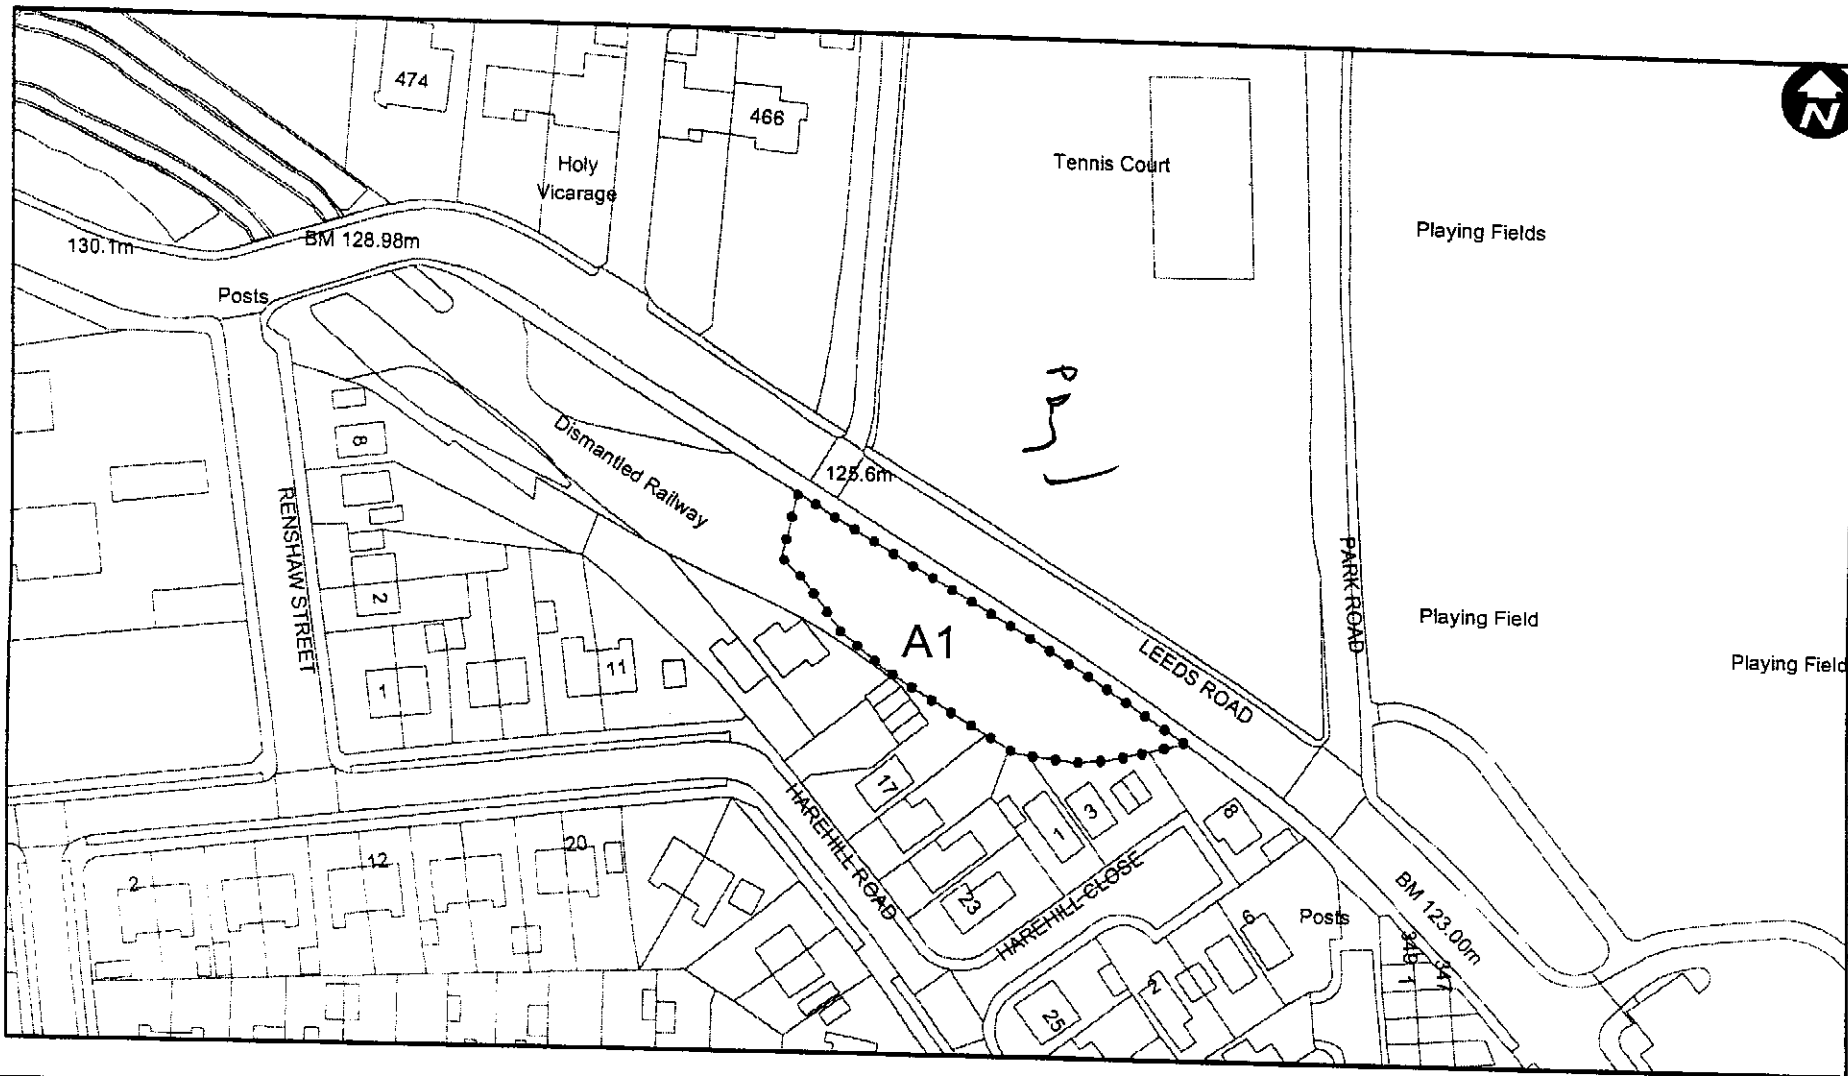 474
466
Holy
Vicarage
Tennis Court
N
Playing Fields
130.1m
BM 128.98m
Posts
8
Dismantled Railway
125.6m
RENSHAW STREET
2
PARK ROAD
Playing Field
Playing Field
A1
LEEDS ROAD
11
1
17
HAREHILL ROAD
1
3
8
HAREHILL CLOSE
2
12
20
23
BM 123.00m
6
Posts
347
1
2
25